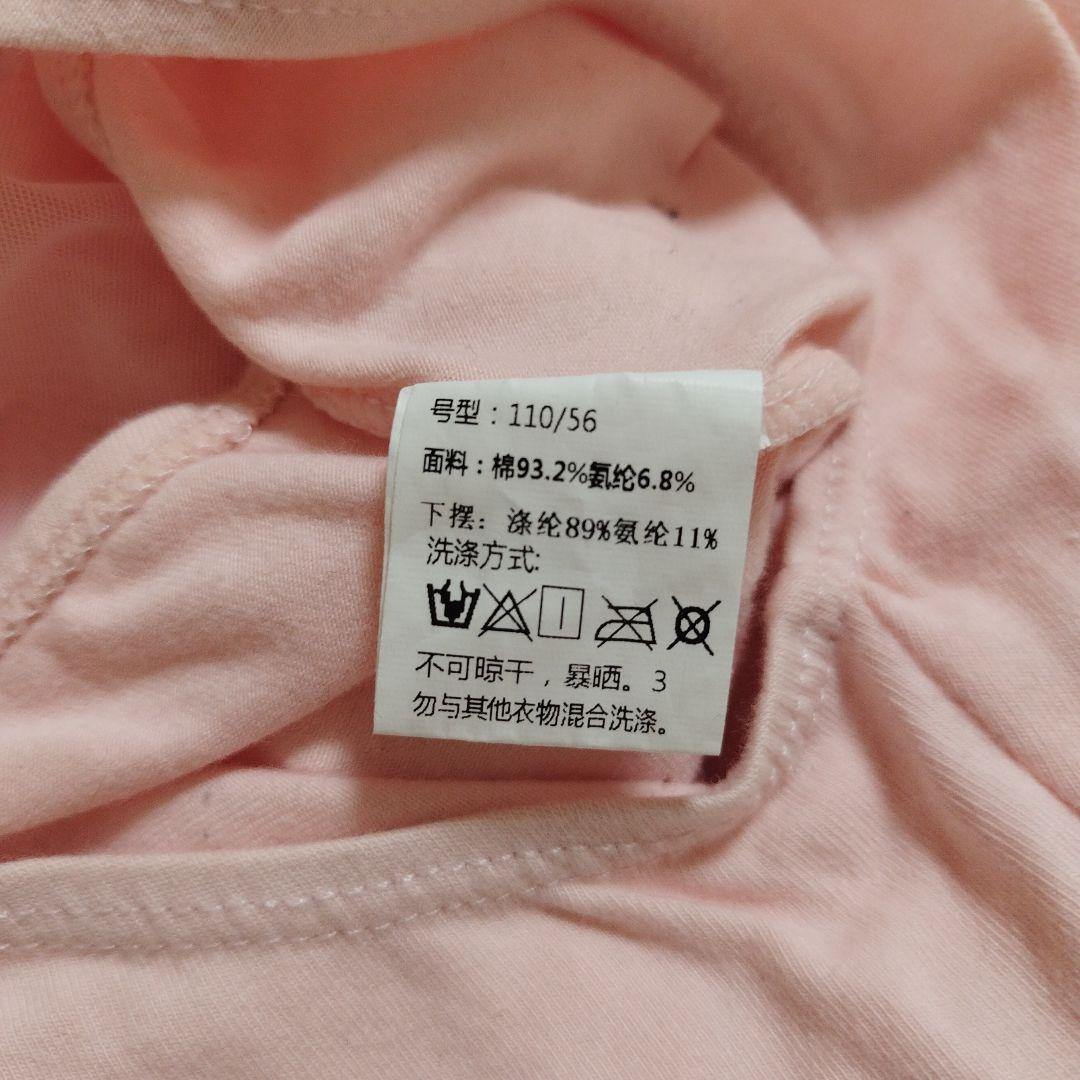 号型：110/56
面料：棉93.2%氨纶6.8%
下摆：涤纶89%氨纶11%
洗涤方式:
不可晾干，暴晒。3
勿与其他衣物混合洗涤。